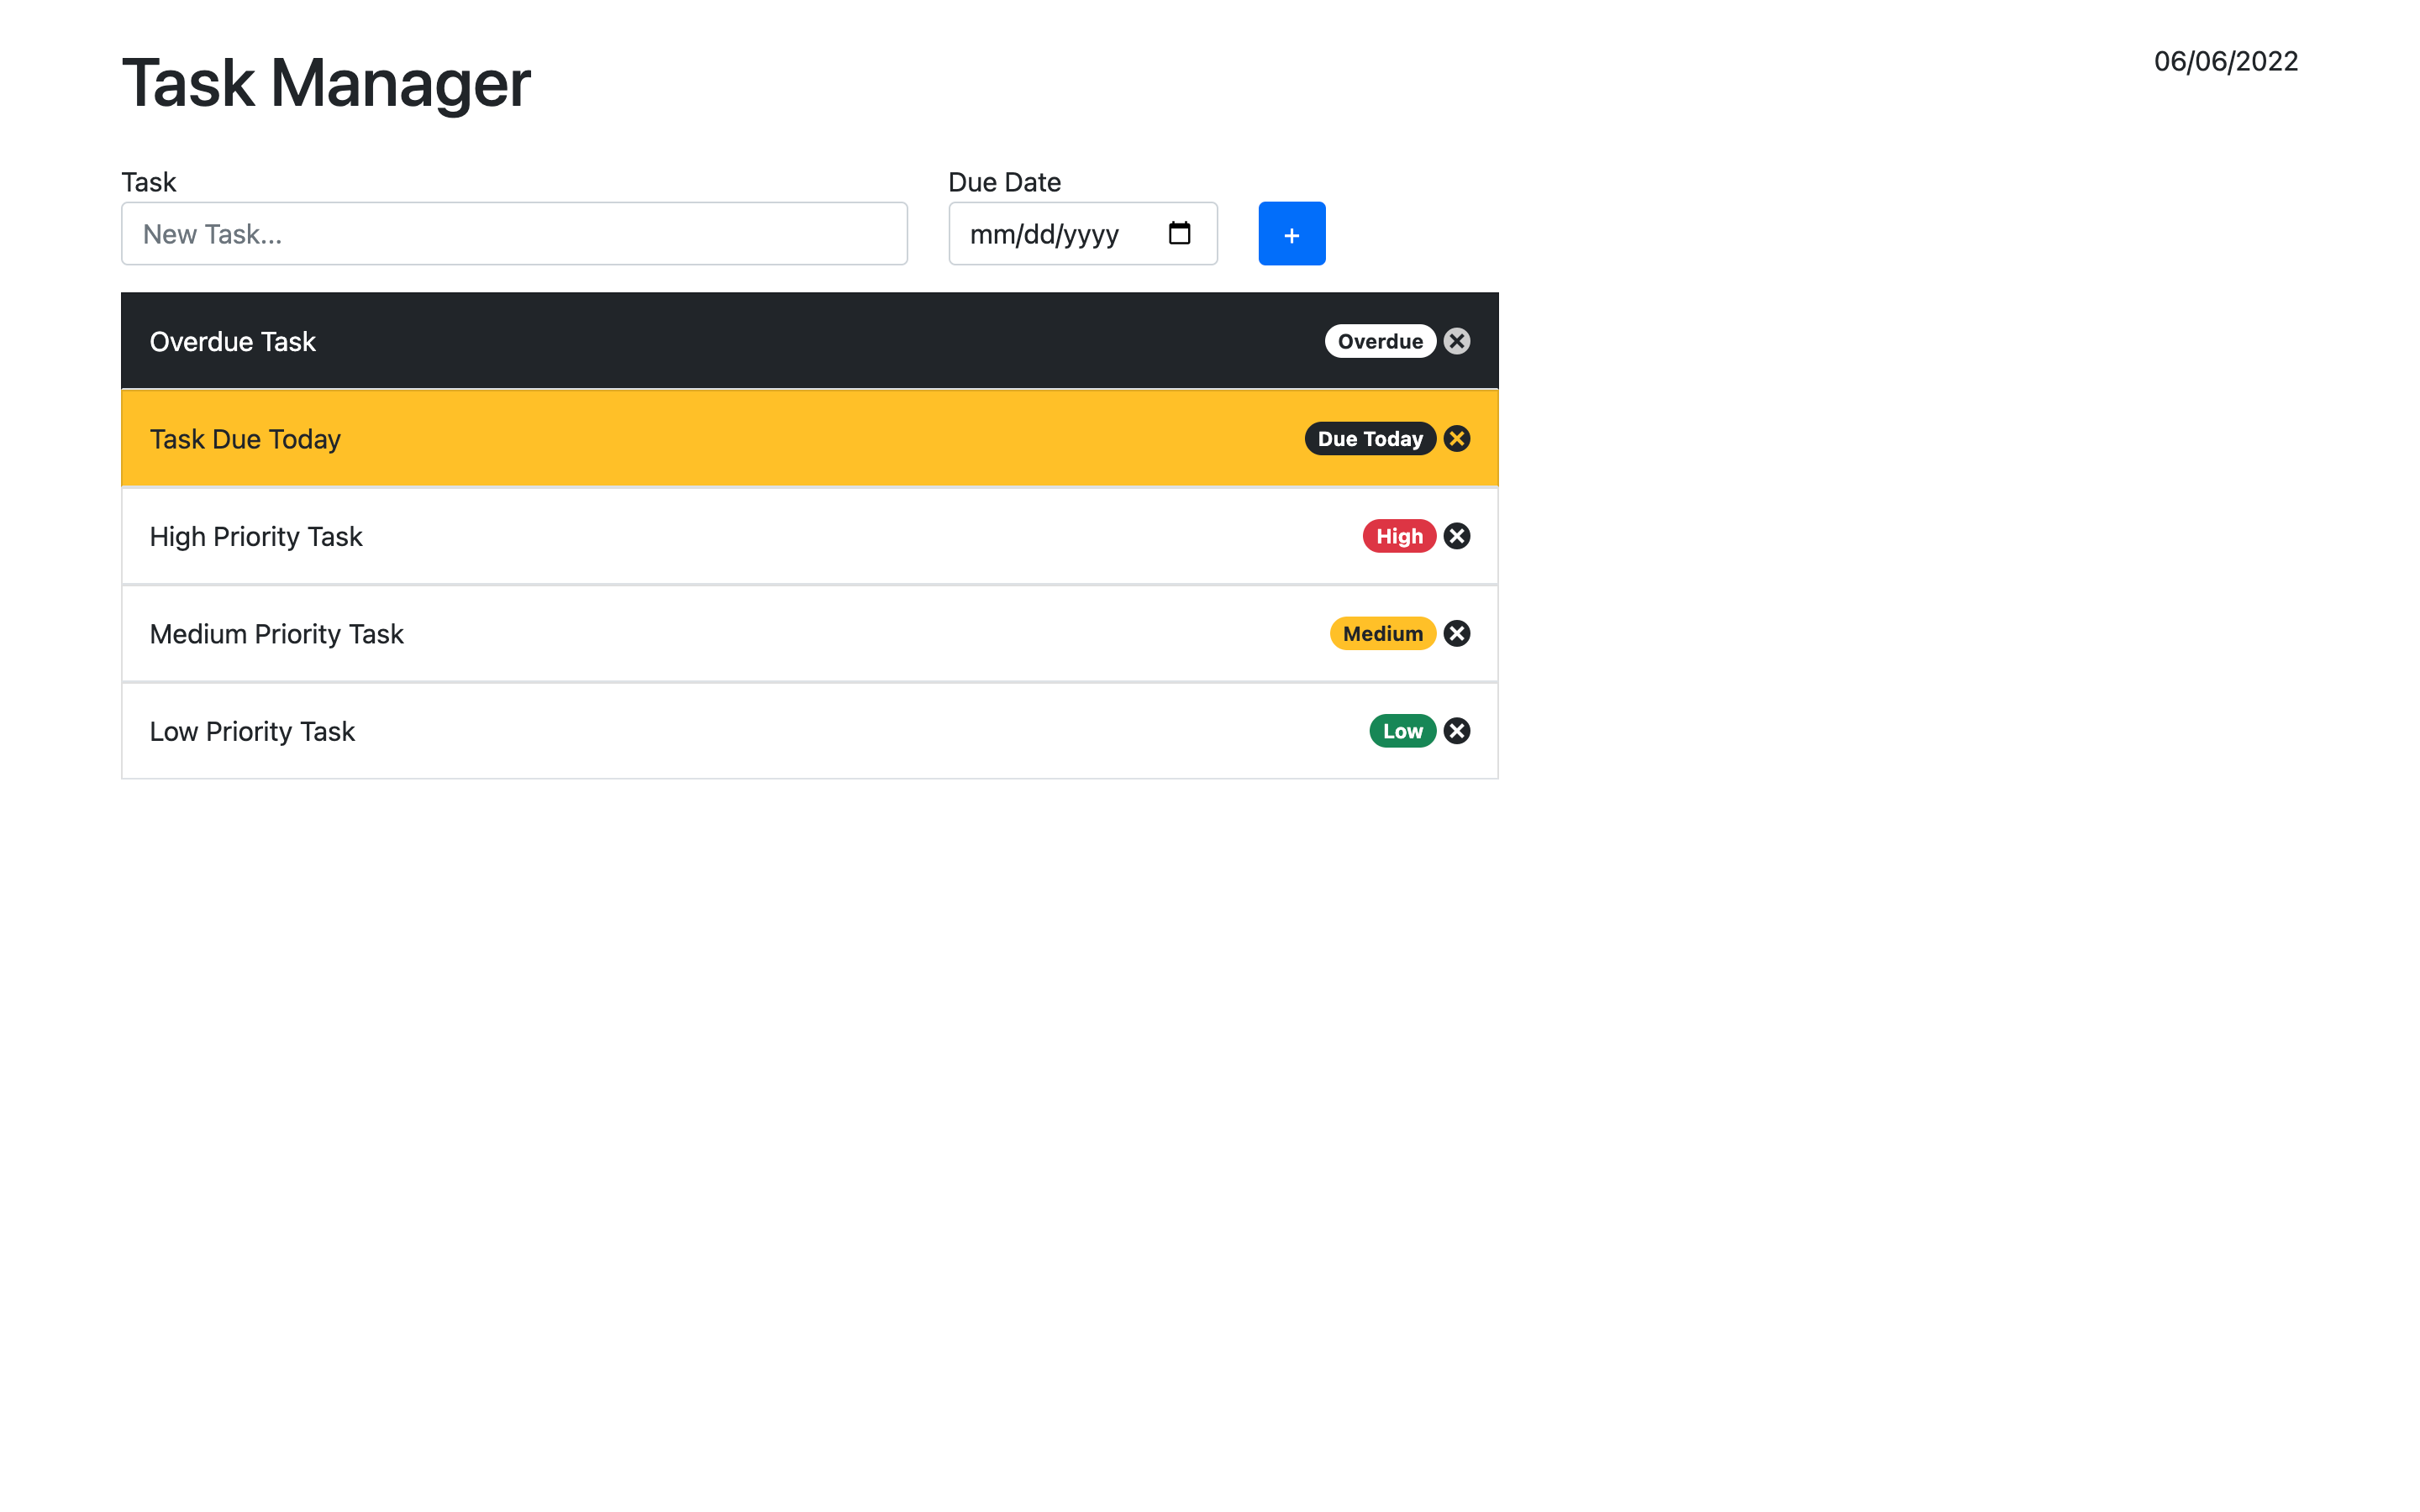 Task Manager
06/06/2022
Task
Due Date
New Task...
mm/dd/yyyy
+
Overdue Task
Overdue
Task Due Today
Due Today
High Priority Task
High
Medium Priority Task
Medium
Low Priority Task
Low